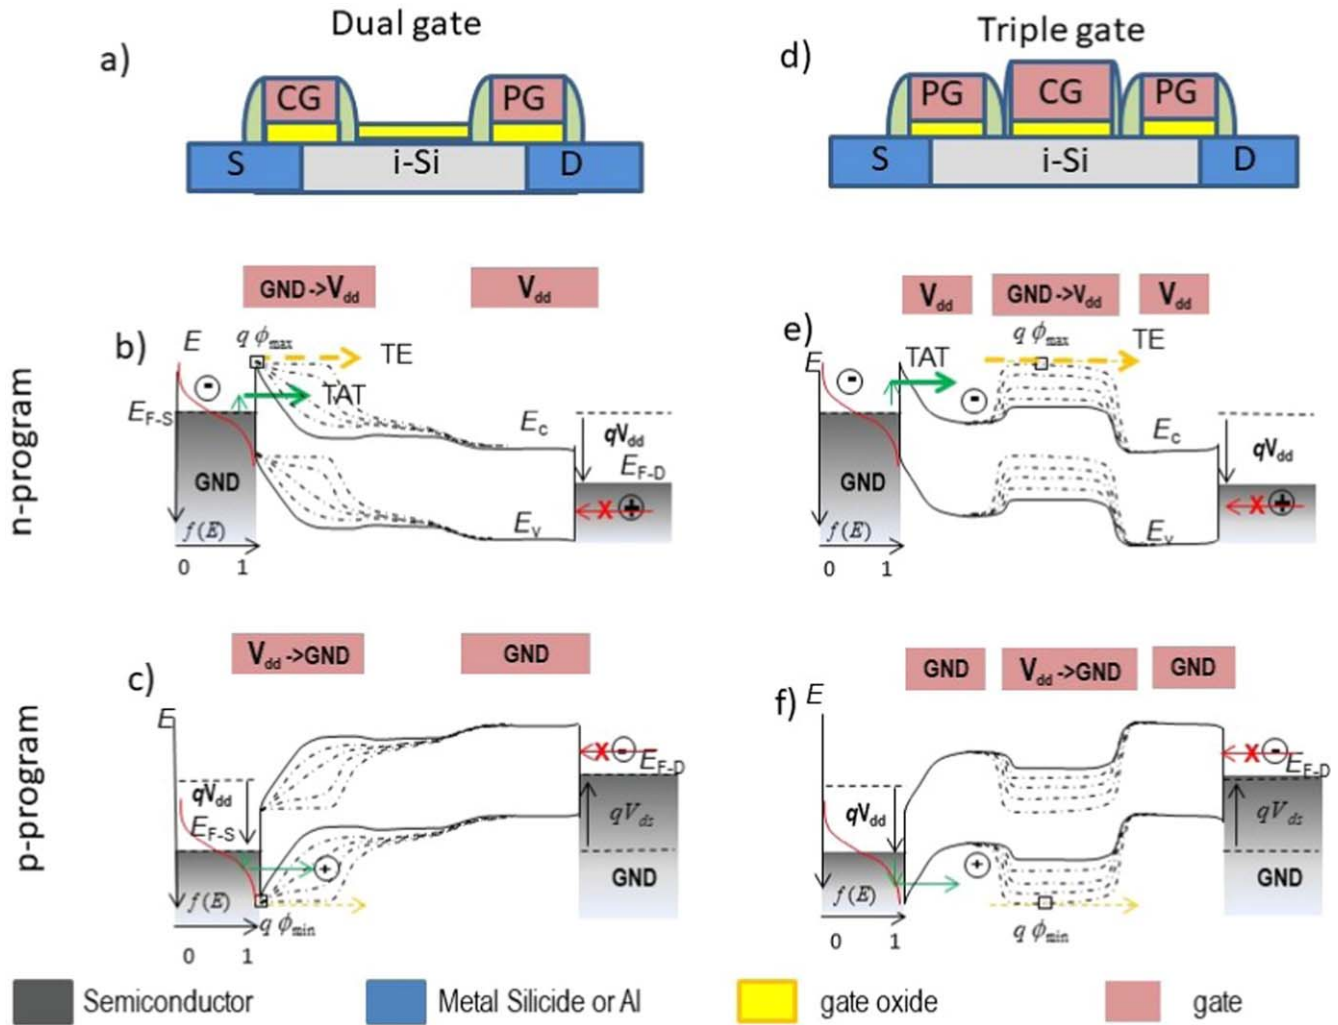 Dual gate
Triple gate
a)
CG
PG
S
i-Si
D
d)
PG
CG
PG
S
i-Si
D
n-program
GND->Vdd
Vdd
b)
E
q ϕmax
TE
TAT
EF-S
Ec
qVdd
EF-D
GND
Ev
f(E)
0
1
Vdd
GND->Vdd
Vdd
e)
E
q ϕmax
TE
TAT
Ec
qVdd
GND
Ev
f(E)
0
1
p-program
Vdd ->GND
GND
c)
E
EF-D
qVdd
EF-S
qVds
GND
f(E)
q ϕmin
0
1
GND
Vdd ->GND
GND
f)
E
EF-D
qVdd
qVds
GND
f(E)
q ϕmin
0
1
Semiconductor
Metal Silicide or Al
gate oxide
gate